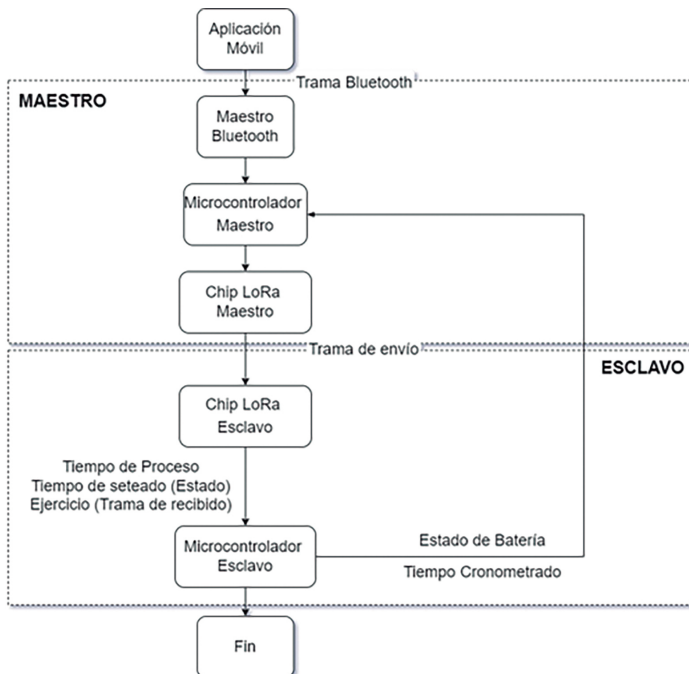 Aplicación
Móvil
Trama Bluetooth
MAESTRO
Maestro
Bluetooth
Microcontrolador
Maestro
Chip LoRa
Maestro
Trama de envío
ESCLAVO
Chip LoRa
Esclavo
Tiempo de Proceso
Tiempo de seteado (Estado)
Ejercicio (Trama de recibido)
Microcontrolador
Esclavo
Estado de Batería
Tiempo Cronometrado
Fin